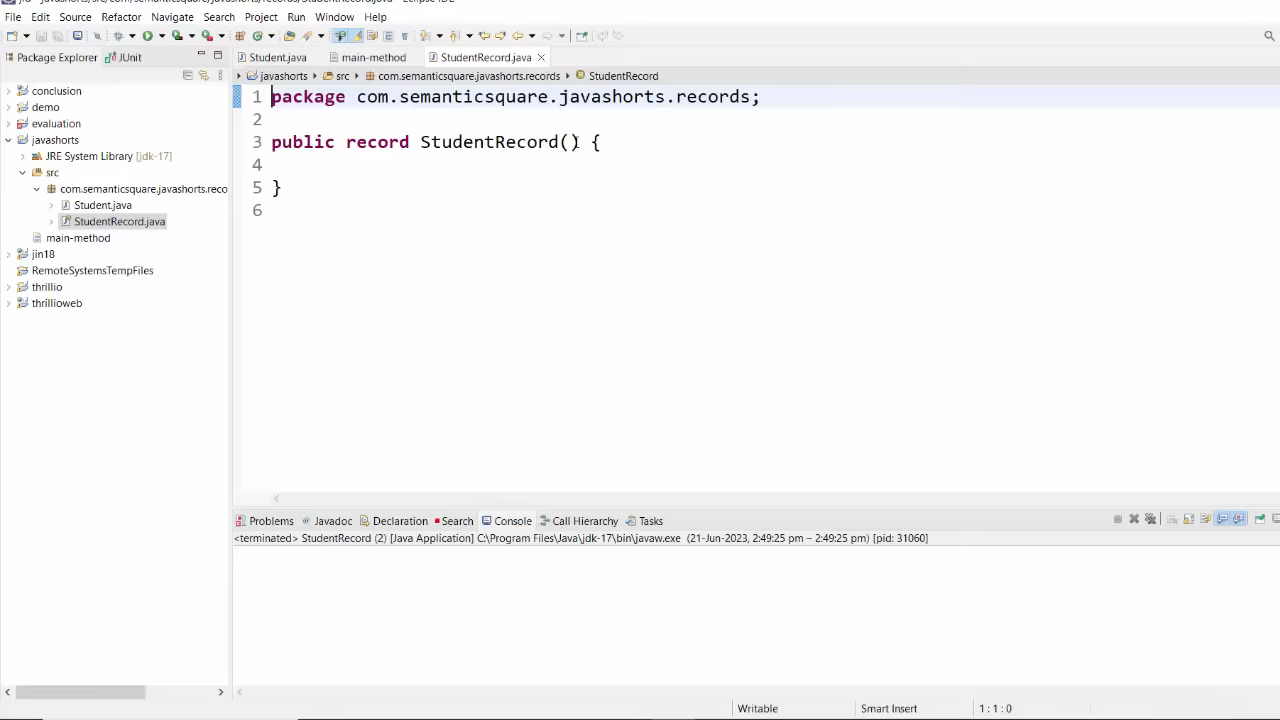 File Edit Source Refactor Navigate Search Project Run Window Help
Package Explorer JUnit
Student.java main-method StudentRecord.java
javashorts src com.semanticsquare.javashorts.records StudentRecord
conclusion
demo
evaluation
javashorts
JRE System Library [jdk-17]
src
com.semanticsquare.javashorts.reco
Student.java
StudentRecord.java
main-method
jin18
RemoteSystemsTempFiles
thrillio
thrillioweb
1 package com.semanticsquare.javashorts.records;
2
3 public record StudentRecord() {
4
5 }
6
Problems Javadoc Declaration Search Console Call Hierarchy Tasks
<terminated> StudentRecord (2) [Java Application] C:\Program Files\Java\jdk-17\bin\javaw.exe (21-Jun-2023, 2:49:25 pm – 2:49:25 pm) [pid: 31060]
Writable Smart Insert 1 : 1 : 0